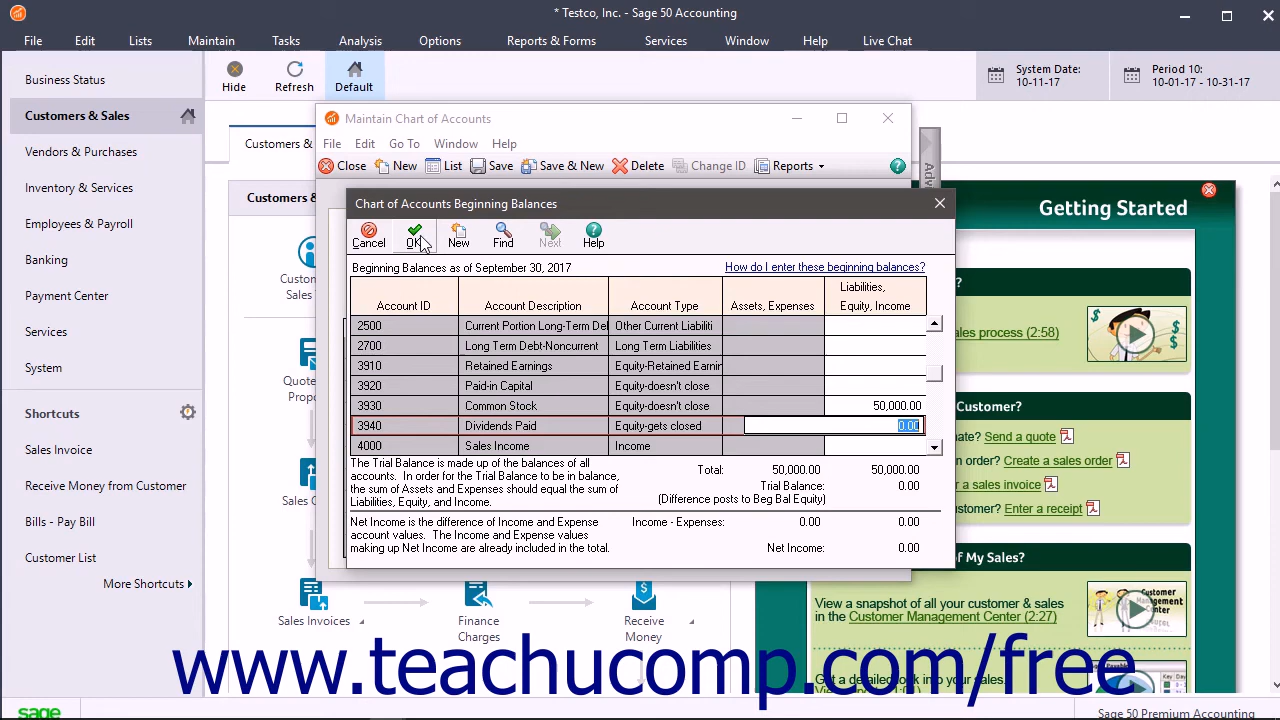 * Testco, Inc. - Sage 50 Accounting
File Edit Lists Maintain Tasks Analysis Options Reports & Forms Services Window Help Live Chat
Business Status
Customers & Sales
Vendors & Purchases
Inventory & Services
Employees & Payroll
Banking
Payment Center
Services
System
Shortcuts
Sales Invoice
Receive Money from Customer
Bills - Pay Bill
Customer List
More Shortcuts
Hide Refresh Default
System Date:
10-11-17
Period 10:
10-01-17 - 10-31-17
Customers &
Customers &
Maintain Chart of Accounts
File Edit Go To Window Help
Close New List Save Save & New Delete Change ID Reports
Chart of Accounts Beginning Balances
Cancel OK New Find Next Help
Beginning Balances as of September 30, 2017 How do I enter these beginning balances?
Account ID Account Description Account Type Assets, Expenses Liabilities, Equity, Income
2500 Current Portion Long-Term Del Other Current Liabiliti
2700 Long Term Debt-Noncurrent Long Term Liabilities
3910 Retained Earnings Equity-Retained Earnin
3920 Paid-in Capital Equity-doesn't close
3930 Common Stock Equity-doesn't close 50,000.00
3940 Dividends Paid Equity-gets closed 0.00
4000 Sales Income Income
The Trial Balance is made up of the balances of all
accounts. In order for the Trial Balance to be in balance,
the sum of Assets and Expenses should equal the sum of
Liabilities, Equity, and Income.
Total: 50,000.00 50,000.00
Trial Balance: 0.00
(Difference posts to Beg Bal Equity)
Net Income is the difference of Income and Expense
account values. The Income and Expense values
making up Net Income are already included in the total.
Income - Expenses: 0.00 0.00
Net Income: 0.00
Custom
Sales
Quote
Propo
Sales O
Sales Invoices
Finance
Charges
Receive
Money
Adv
Getting Started
?
ales process (2:58)
Customer?
nate? Send a quote
n order? Create a sales order
r a sales invoice
ustomer? Enter a receipt
of My Sales?
View a snapshot of all your customer & sales
in the Customer Management Center (2:27)
Customer
Management
Center
Get a detailed look into your sales.
www.teachucomp.com/free
sage
Sage 50 Premium Accounting